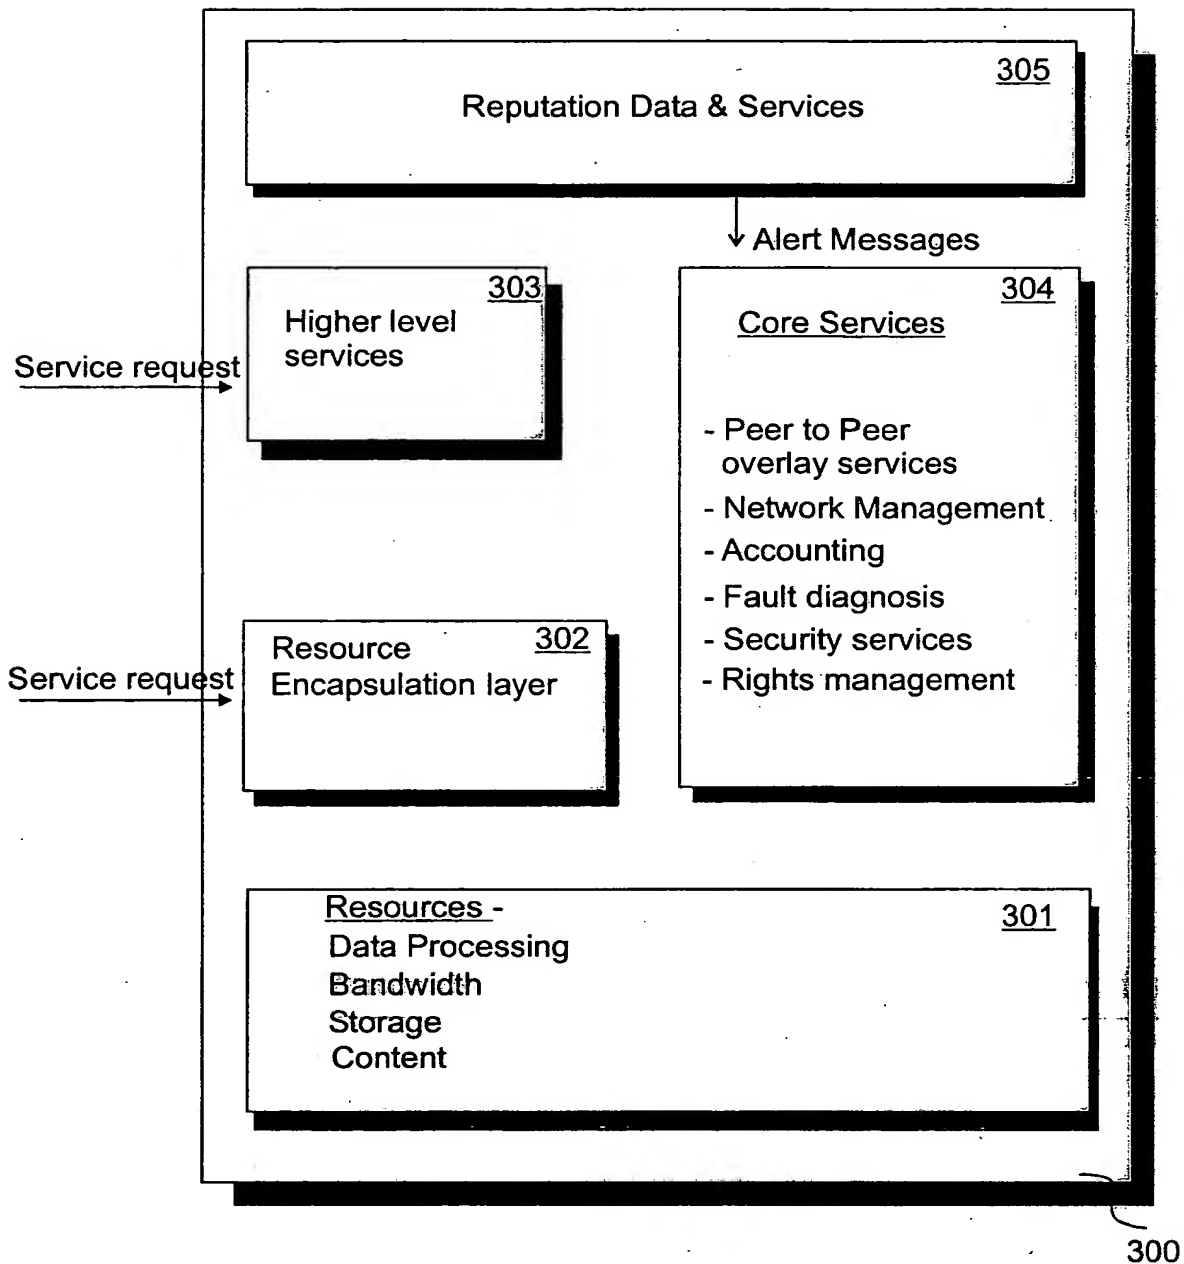 305
Reputation Data & Services
Alert Messages
303
Higher level
services
Service request
304
Core Services
- Peer to Peer
overlay services
- Network Management
- Accounting
- Fault diagnosis
- Security services
- Rights management
302
Resource
Encapsulation layer
Service request
301
Resources -
Data Processing
Bandwidth
Storage
Content
300